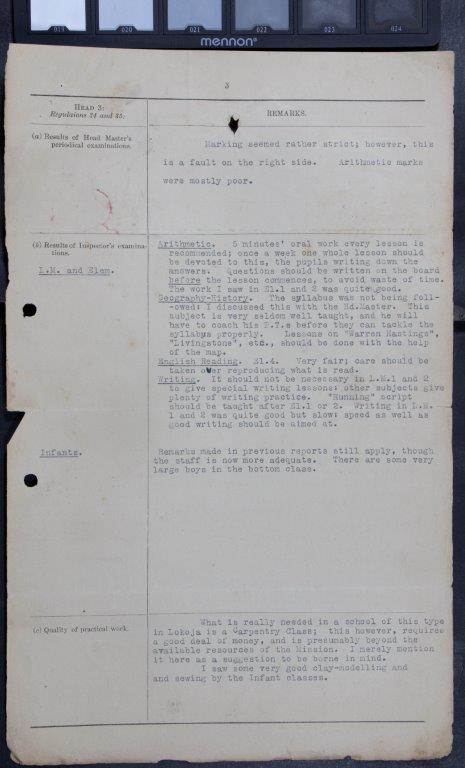 019 020 021 022 023 024
mennon
3
HEAD 3:
Regulations 34 and 35:
REMARKS.
(a) Results of Head Master's
periodical examinations.
Marking seemed rather strict; however, this
is a fault on the right side. Arithmetic marks
were mostly poor.
(b) Results of Inspector's examina-
tions.
L.M. and Elem.
Arithmetic. 5 minutes' oral work every lesson is
recommended; once a week one whole lesson should
be devoted to this, the pupils writing down the
answers. Questions should be written on the board
before the lesson commences, to avoid waste of time.
The work I saw in El.1 and 2 was quite good.
Geography-History. The syllabus was not being foll-
-owed: I discussed this with the Hd.Master. This
subject is very seldom well taught, and he will
have to coach his P.T.s before they can tackle the
syllabus properly. Lessons on "Warren Hastings",
"Livingstone", etc., should be done with the help
of the map.
English Reading. El.4. Very fair; care should be
taken over reproducing what is read.
Writing. It should not be necessary in L.M.1 and 2
to give special writing lessons: other subjects give
plenty of writing practice. "Running" script
should be taught after El.1 or 2. Writing in L.M.
1 and 2 was quite good but slow: speed as well as
good writing should be aimed at.
Infants.
Remarks made in previous reports still apply, though
the staff is now more adequate. There are some very
large boys in the bottom class.
(c) Quality of practical work.
What is really needed in a school of this type
in Lokoja is a Carpentry Class; this however, requires
a good deal of money, and is presumably beyond the
available resources of the Mission. I merely mention
it here as a suggestion to be borne in mind.
I saw some very good clay-modelling and
and sewing by the Infant classes.